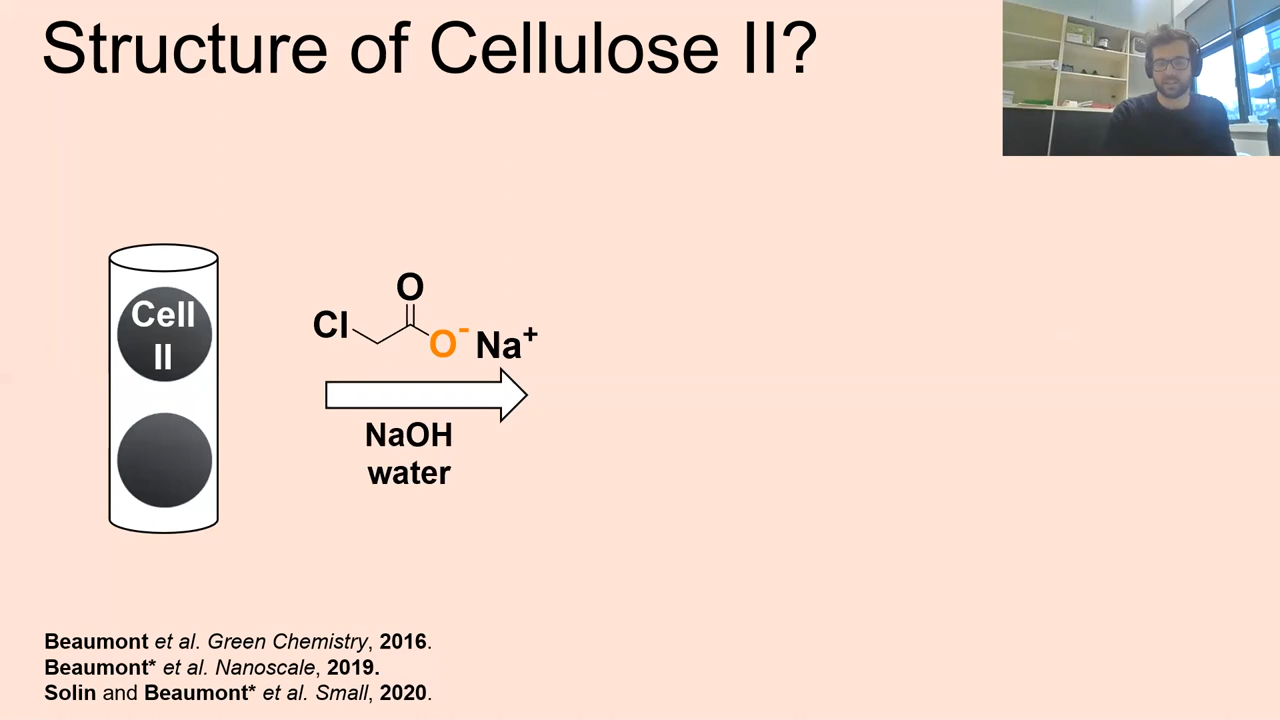 Structure of Cellulose II?
Cell
II
O
Cl
O⁻ Na⁺
NaOH
water
Beaumont et al. Green Chemistry, 2016.
Beaumont* et al. Nanoscale, 2019.
Solin and Beaumont* et al. Small, 2020.